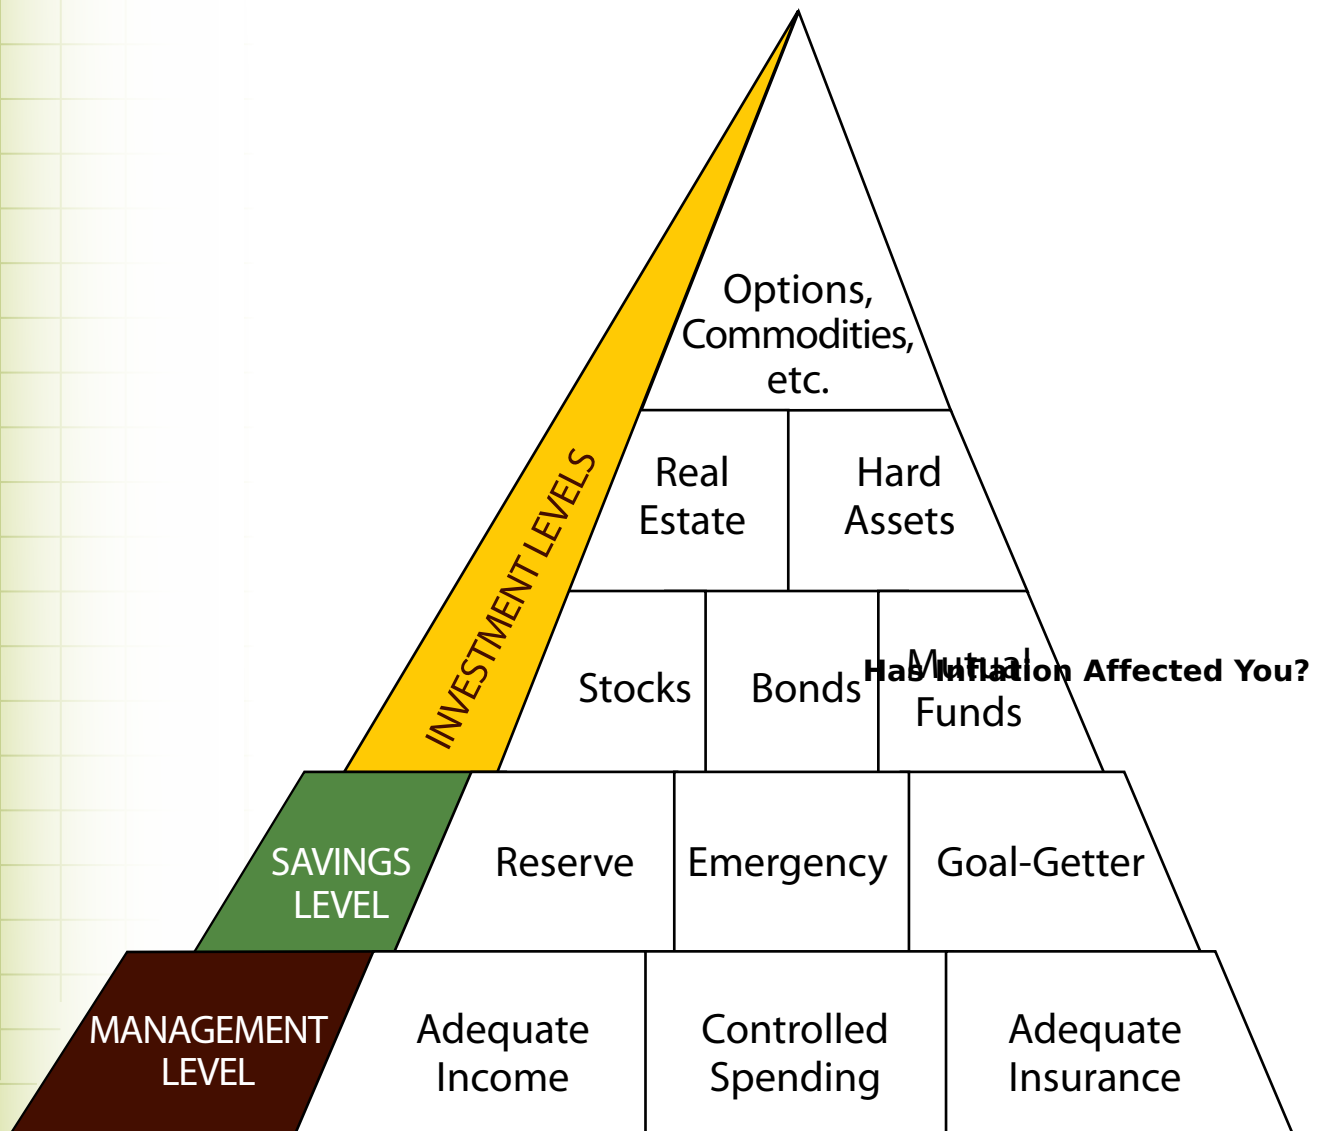 Options,
Commodities,
etc.
Real
Estate
Hard
Assets
INVESTMENT LEVELS
Stocks
Bonds
Mutual
Funds
Has Inflation Affected You?
SAVINGS
LEVEL
Reserve
Emergency
Goal-Getter
MANAGEMENT
LEVEL
Adequate
Income
Controlled
Spending
Adequate
Insurance